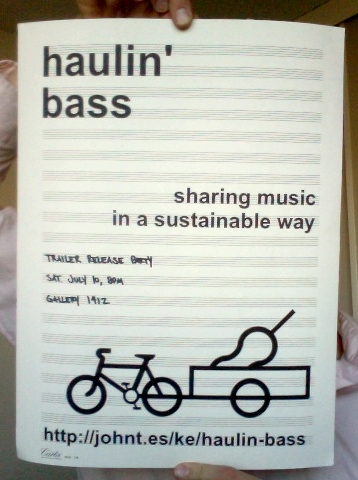 haulin'
bass
sharing music
in a sustainable way
TRAILER RELEASE PARTY
SAT. JULY 10, 8PM
GALLERY 1412
http://johnt.es/ke/haulin-bass
Carta